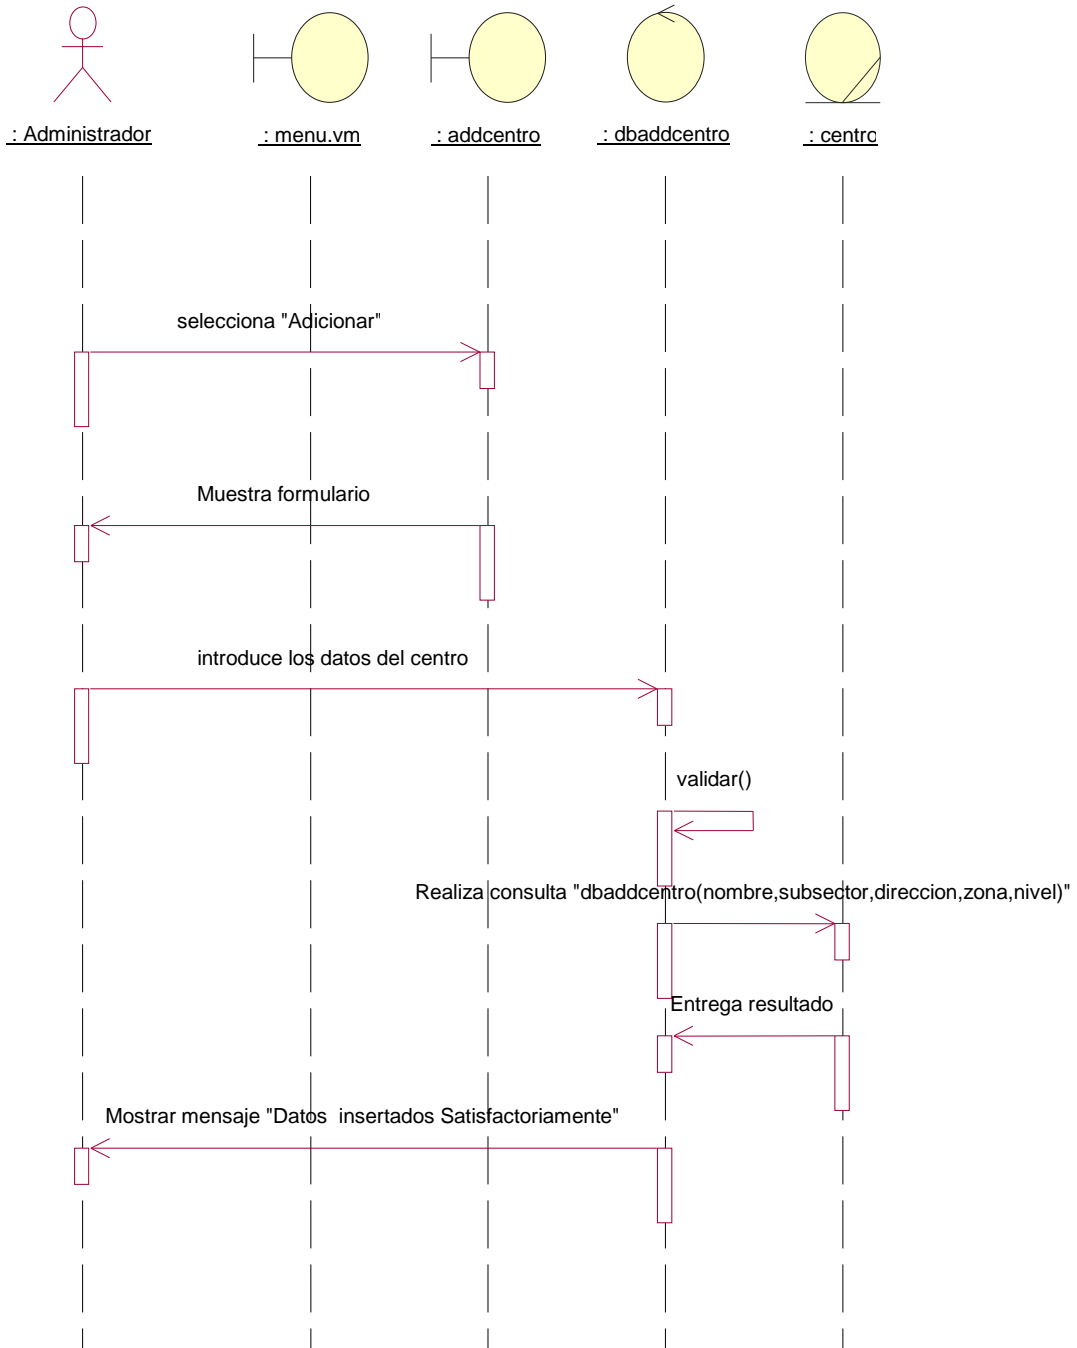 : Administrador
: menu.vm
: addcentro
: dbaddcentro
: centro
selecciona "Adicionar"
Muestra formulario
introduce los datos del centro
validar()
Realiza consulta "dbaddcentro(nombre,subsector,direccion,zona,nivel)"
Entrega resultado
Mostrar mensaje "Datos  insertados Satisfactoriamente"